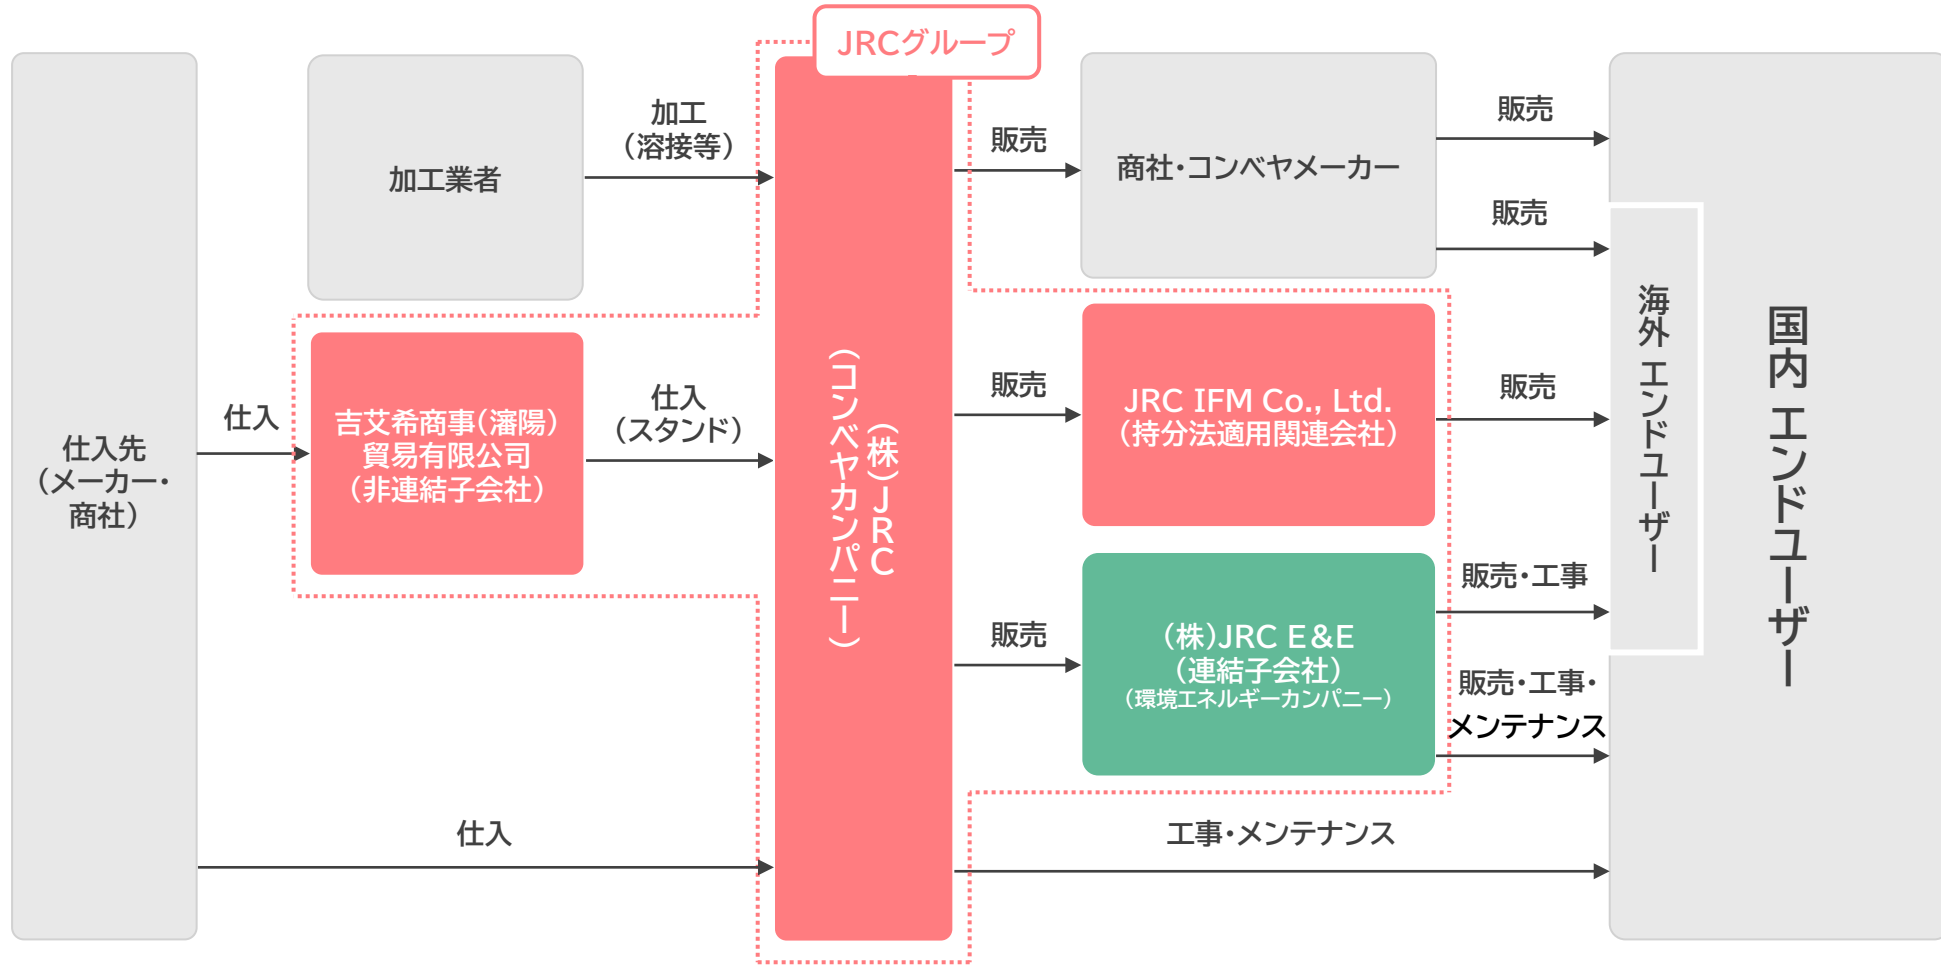 JRCグループ
仕入先
（メーカー・
商社）
仕入
仕入
加工業者
加工
（溶接等）
吉艾希商事（瀋陽）
貿易有限公司
（非連結子会社）
仕入
（スタンド）
（株）JRC
（コンベヤカンパニー）
販売
商社・コンベヤメーカー
販売
販売
販売
JRC IFM Co., Ltd.
（持分法適用関連会社）
販売
販売
（株）JRC E＆E
（連結子会社）
（環境エネルギーカンパニー）
販売・工事
販売・工事・
メンテナンス
工事・メンテナンス
海外 エンドユーザー
国内 エンドユーザー